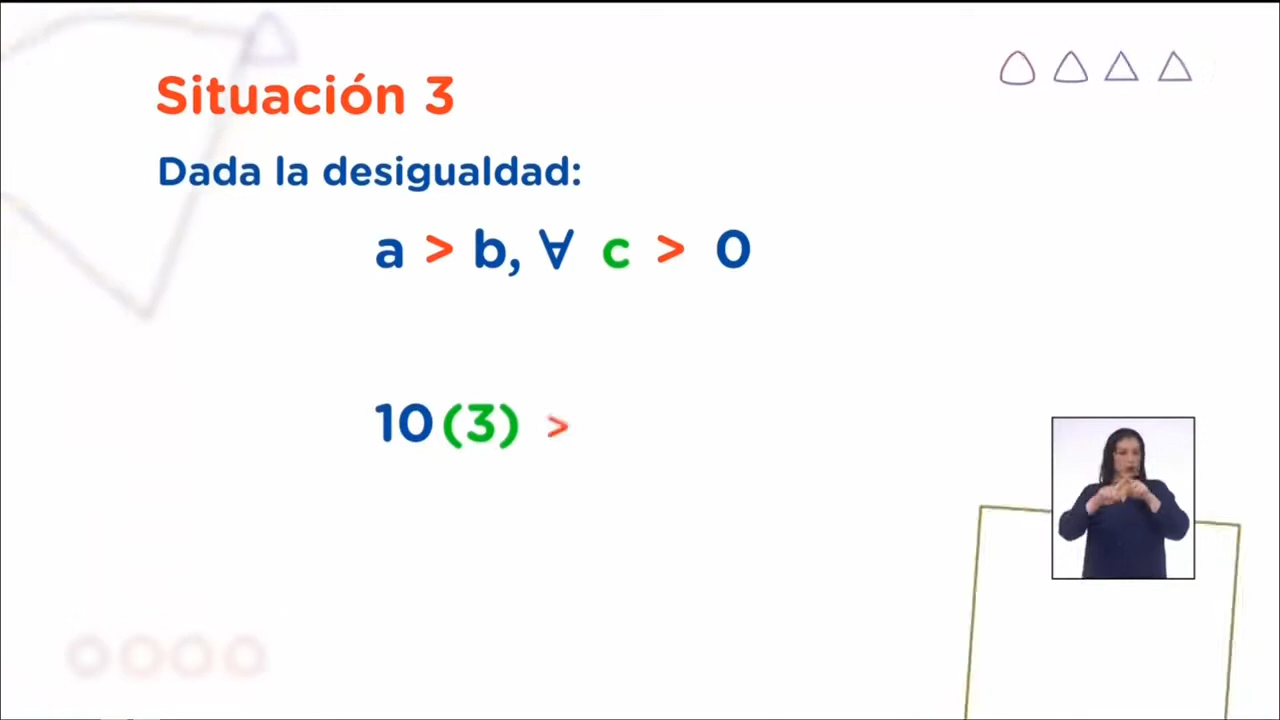 Situación 3
Dada la desigualdad:
a > b, ∀ c > 0
10(3) >